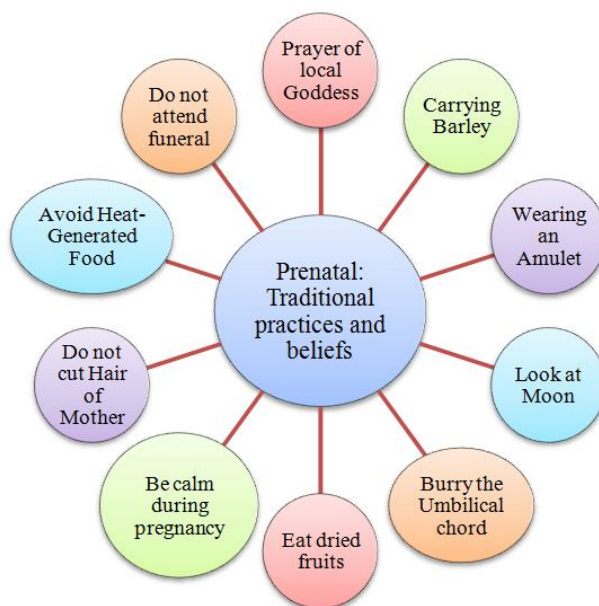 Prenatal:
Traditional
practices and
beliefs
Prayer of
local
Goddess
Carrying
Barley
Wearing
an
Amulet
Look at
Moon
Burry the
Umbilical
chord
Eat dried
fruits
Be calm
during
pregnancy
Do not
cut Hair
of
Mother
Avoid Heat-
Generated
Food
Do not
attend
funeral